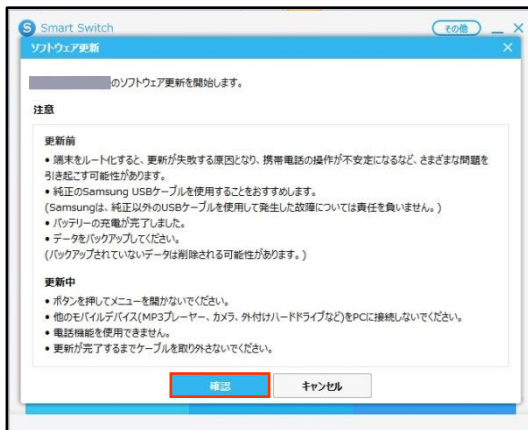 Smart Switch
その他
ソフトウェア更新
のソフトウェア更新を開始します。
注意
更新前
• 端末をルート化すると、更新が失敗する原因となり、携帯電話の操作が不安定になるなど、さまざまな問題を
引き起こす可能性があります。
• 純正のSamsung USBケーブルを使用することをおすすめします。
(Samsungは、純正以外のUSBケーブルを使用して発生した故障については責任を負いません。)
• バッテリーの充電が完了しました。
• データをバックアップしてください。
(バックアップされていないデータは削除される可能性があります。)
更新中
• ボタンを押してメニューを開かないでください。
• 他のモバイルデバイス(MP3プレーヤー、カメラ、外付けハードドライブなど)をPCに接続しないでください。
• 電話機能を使用できません。
• 更新が完了するまでケーブルを取り外さないでください。
確認
キャンセル